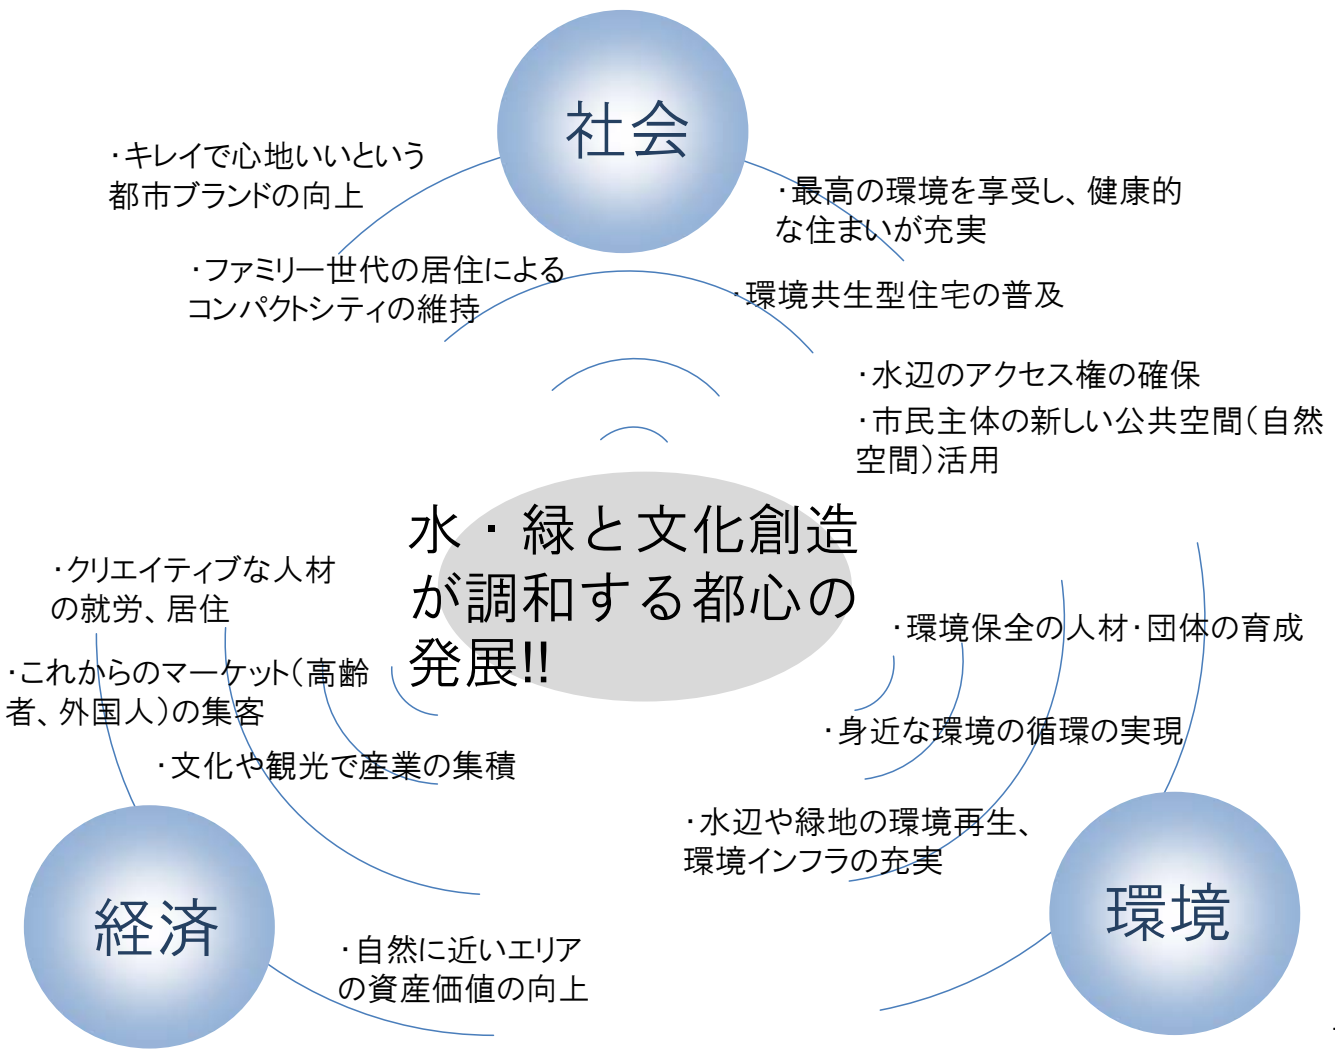 社会
・キレイで心地いいという
都市ブランドの向上
・最高の環境を享受し、健康的
な住まいが充実
・ファミリー世代の居住による
コンパクトシティの維持
・環境共生型住宅の普及
・水辺のアクセス権の確保
・市民主体の新しい公共空間（自然
空間）活用
水・緑と文化創造
が調和する都心の
発展!!
・クリエイティブな人材
の就労、居住
・これからのマーケット（高齢
者、外国人）の集客
・文化や観光で産業の集積
・環境保全の人材・団体の育成
・身近な環境の循環の実現
・水辺や緑地の環境再生、
環境インフラの充実
経済
環境
・自然に近いエリア
の資産価値の向上